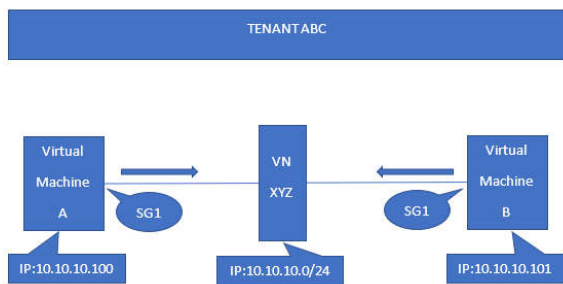 TENANT ABC
Virtual
Machine
A
SG1
IP:10.10.10.100
VN
XYZ
IP:10.10.10.0/24
Virtual
Machine
B
SG1
IP:10.10.10.101